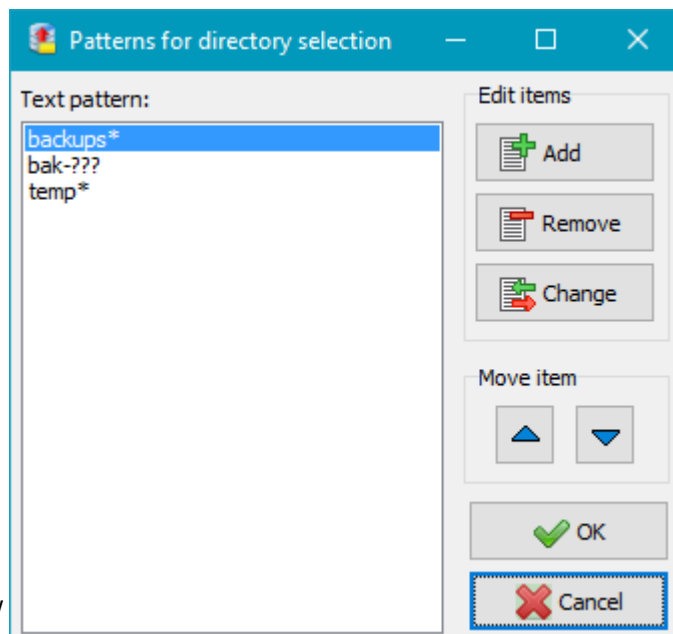 Patterns for directory selection
Text pattern:
backups*
bak-???
temp*
Edit items
Add
Remove
Change
Move item
OK
Cancel